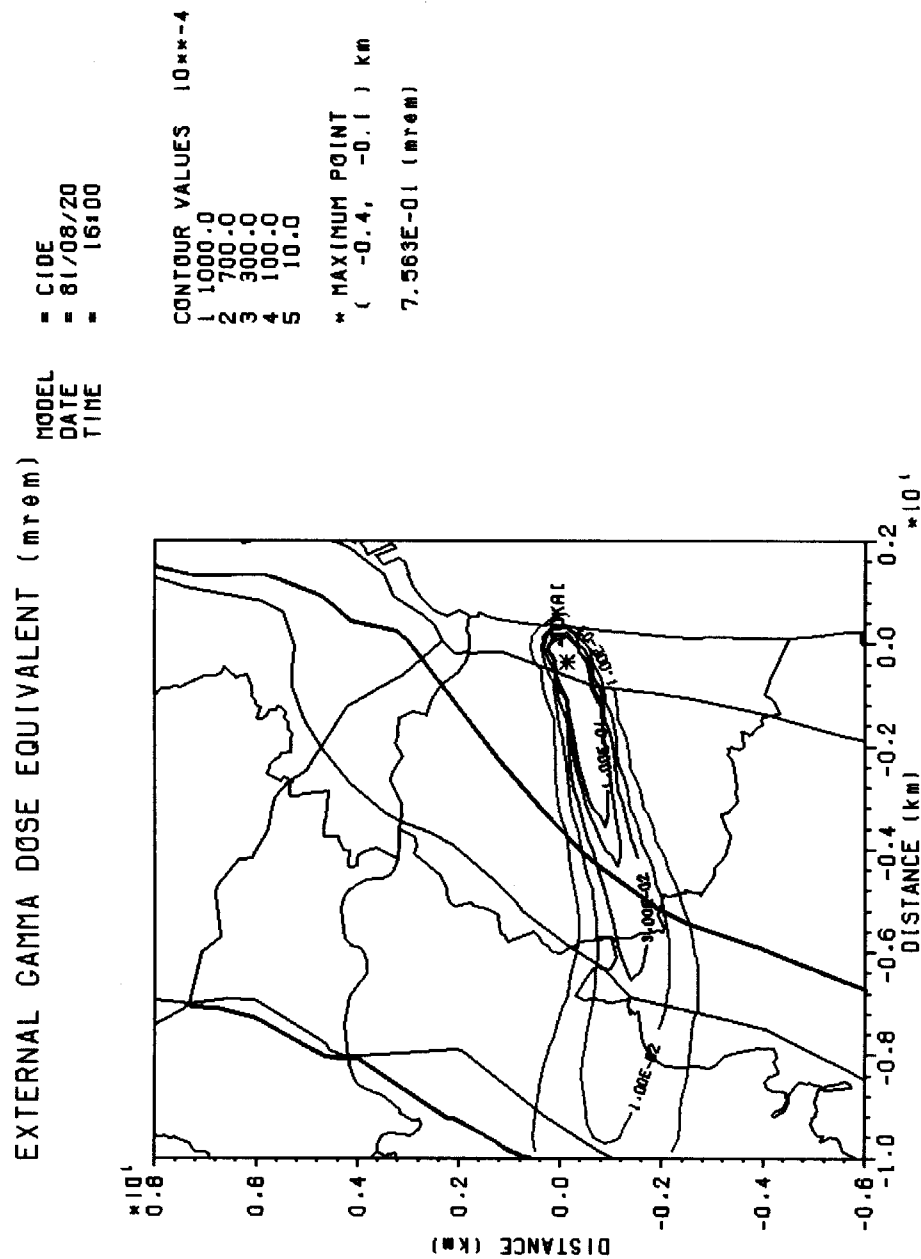 EXTERNAL GAMMA DOSE EQUIVALENT (mrem)
MODEL = CIDE
DATE = 81/08/20
TIME = 16:00
CONTOUR VALUES 10**-4
1 1000.0
2 700.0
3 300.0
4 100.0
5 10.0
* MAXIMUM POINT
( -0.4, -0.1 ) km
7.563E-01 (mrem)
*10¹
0.8
0.6
0.4
0.2
0.0
-0.2
-0.4
-0.6
DISTANCE (km)
TOKAI
1.00E-01
3.00E-02
1.00E-02
-1.0
-0.8
-0.6
-0.4
-0.2
0.0
0.2
*10¹
DISTANCE (km)